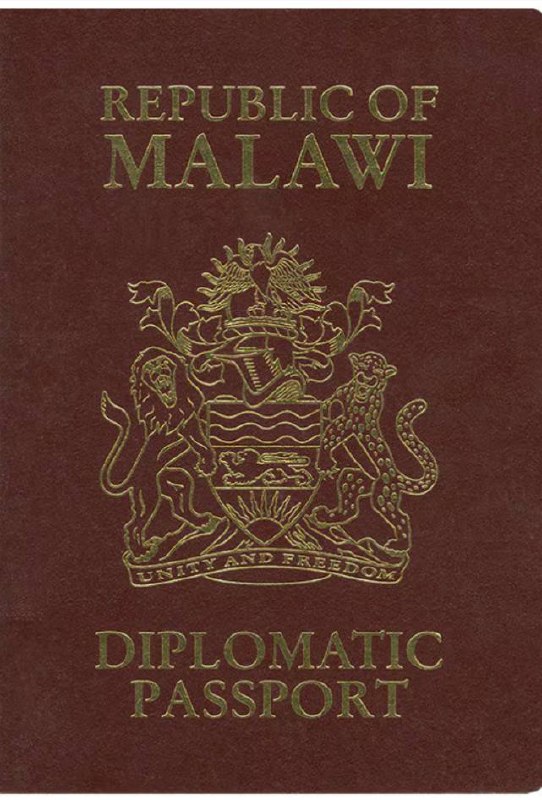 REPUBLIC OF
MALAWI
UNITY AND FREEDOM
DIPLOMATIC
PASSPORT